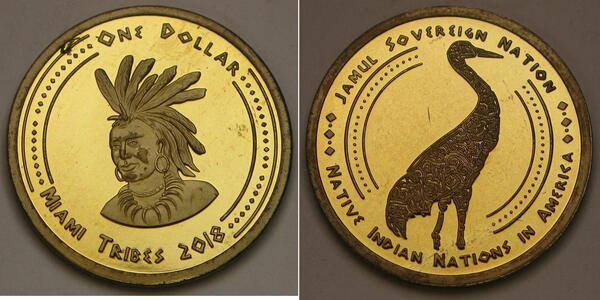 ONE DOLLAR
MIAMI TRIBES 2018
JAMUL SOVEREIGN NATION
NATIVE INDIAN NATIONS IN AMERICA